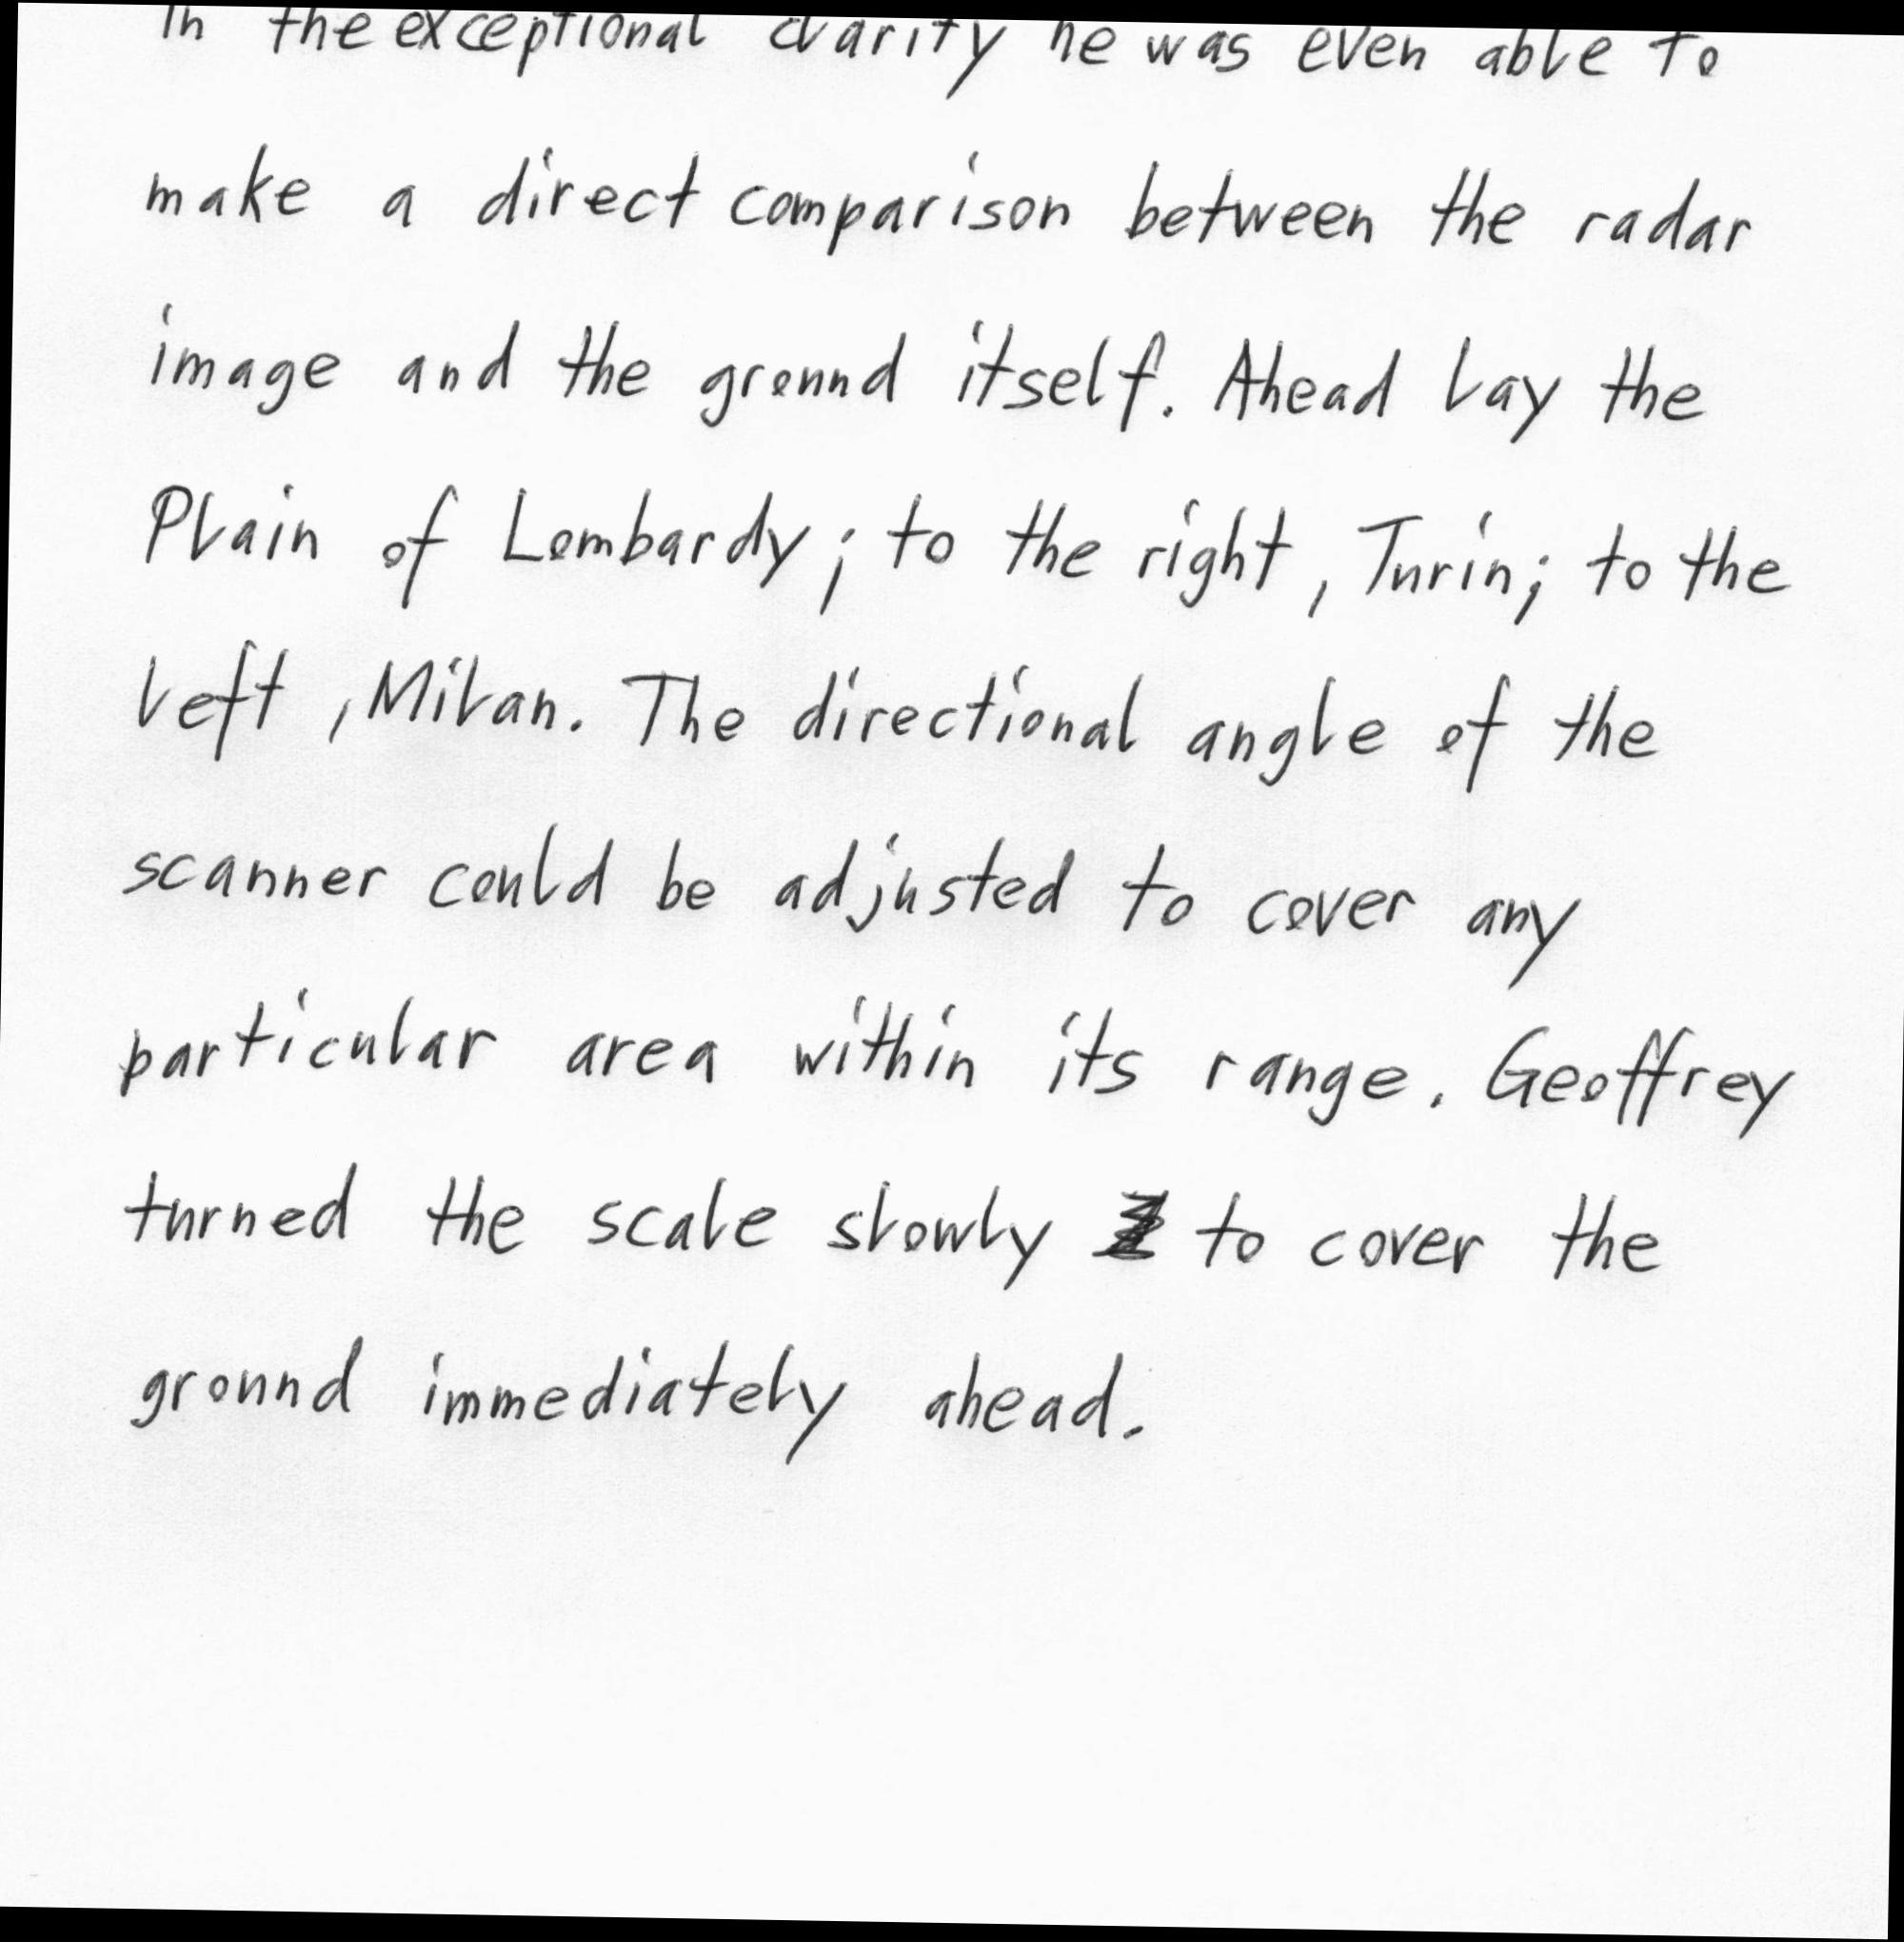 In the exceptional clarity he was even able to
make a direct comparison between the radar
image and the ground itself. Ahead lay the
Plain of Lombardy; to the right, Turin; to the
left, Milan. The directional angle of the
scanner could be adjusted to cover any
particular area within its range. Geoffrey
turned the scale slowly to cover the
ground immediately ahead.